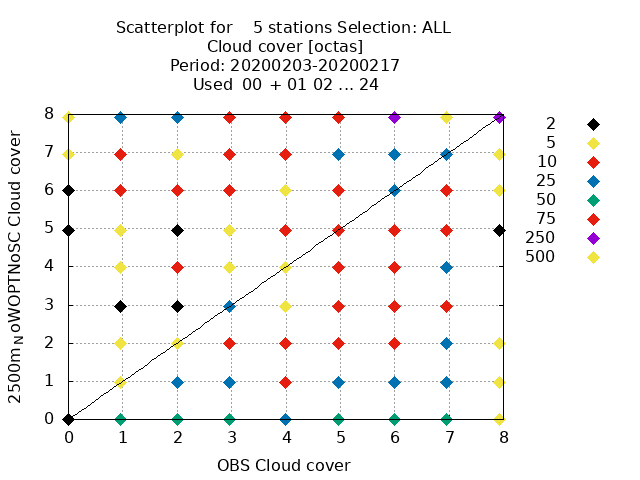 Scatterplot for    5 stations Selection: ALL
Cloud cover [octas]
Period: 20200203-20200217
Used  00  + 01 02 ... 24
2500m_NoWOPTNoSC Cloud cover
8
7
6
5
4
3
2
1
0
0 1 2 3 4 5 6 7 8
OBS Cloud cover
2
5
10
25
50
75
250
500